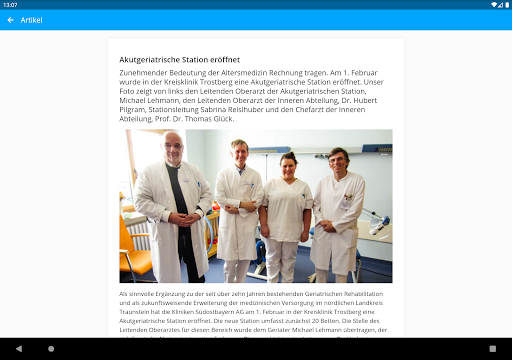 13:07
Artikel
Akutgeriatrische Station eröffnet
Zunehmender Bedeutung der Altersmedizin Rechnung tragen. Am 1. Februar
wurde in der Kreisklinik Trostberg eine Akutgeriatrische Station eröffnet. Unser
Foto zeigt von links den Leitenden Oberarzt der Akutgeriatrischen Station,
Michael Lehmann, den Leitenden Oberarzt der Inneren Abteilung, Dr. Hubert
Pilgram, Stationsleitung Sabrina Reislhuber und den Chefarzt der Inneren
Abteilung, Prof. Dr. Thomas Glück.
Als sinnvolle Ergänzung zu der seit über zehn Jahren bestehenden Geriatrischen Rehabilitation
und als zukunftsweisende Erweiterung der medizinischen Versorgung im nördlichen Landkreis
Traunstein hat die Kliniken Südostbayern AG am 1. Februar in der Kreisklinik Trostberg eine
Akutgeriatrische Station eröffnet. Die neue Station umfasst zunächst 20 Betten. Die Stelle des
Leitenden Oberarztes für diesen Bereich wurde dem Geriater Michael Lehmann übertragen, der